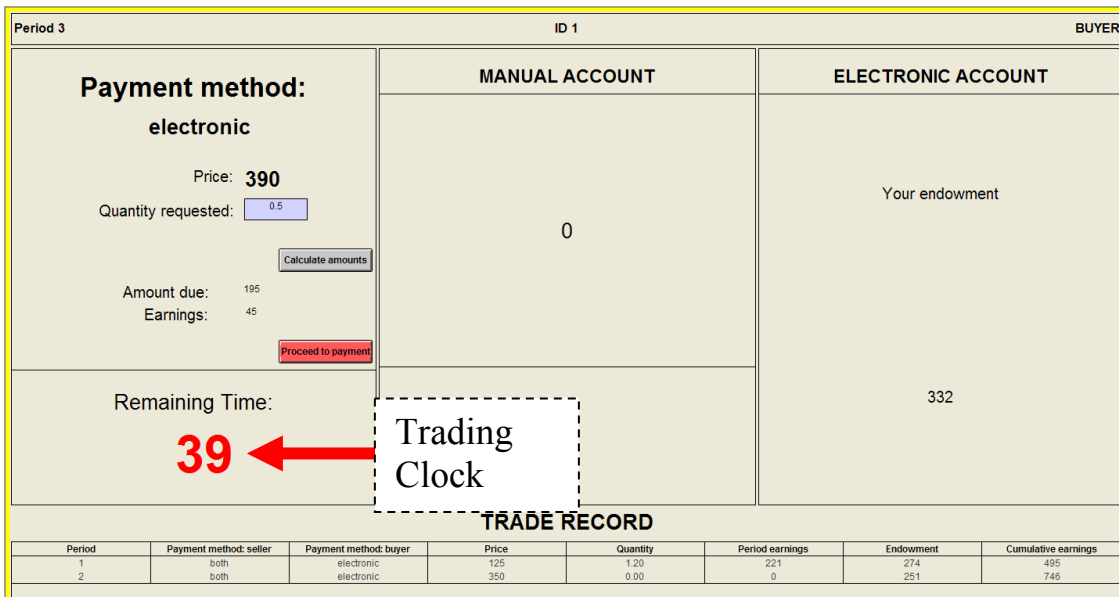 Period 3 ID 1 BUYER
Payment method:
electronic
Price: 390
Quantity requested: 0.5
Calculate amounts
Amount due: 195
Earnings: 45
Proceed to payment
Remaining Time:
39
MANUAL ACCOUNT
0
ELECTRONIC ACCOUNT
Your endowment
332
Trading
Clock
TRADE RECORD
Period Payment method: seller Payment method: buyer Price Quantity Period earnings Endowment Cumulative earnings
1 both electronic 125 1.20 221 274 495
2 both electronic 350 0.00 0 251 746